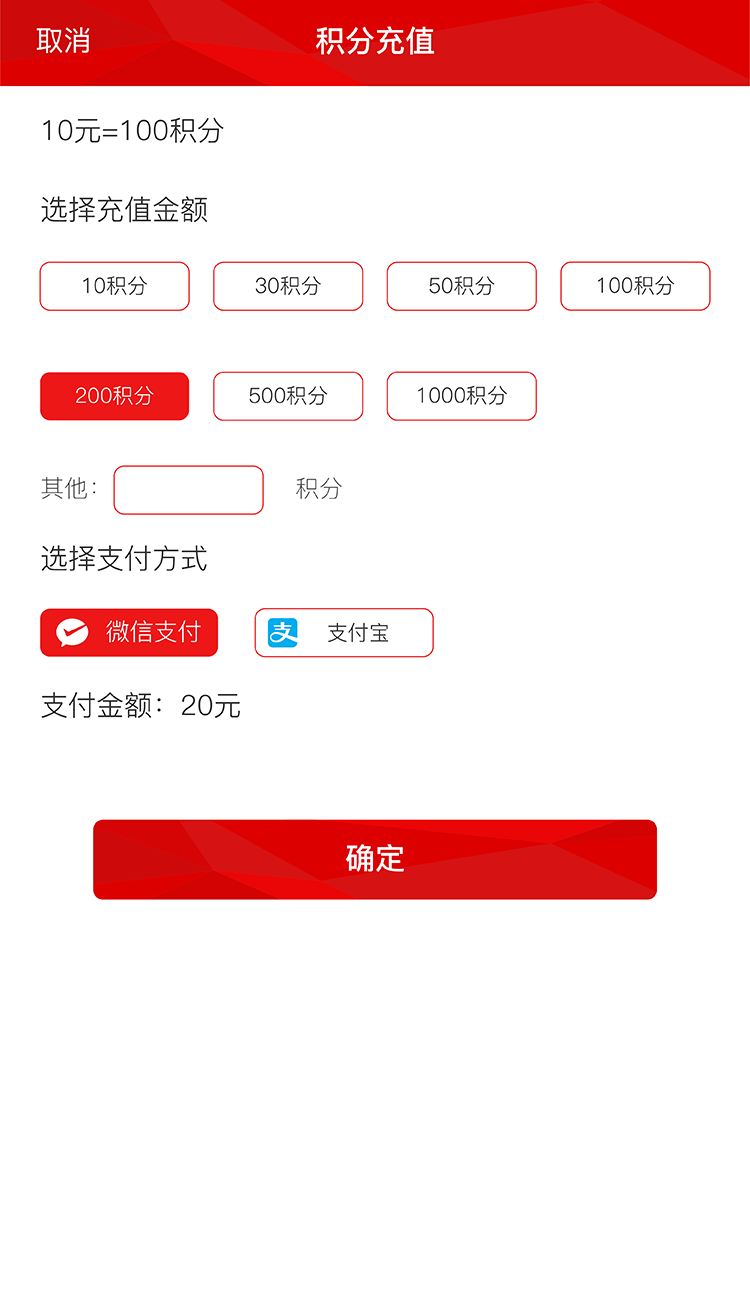 取消 积分充值
10元=100积分
选择充值金额
10积分 30积分 50积分 100积分
200积分 500积分 1000积分
其他： 积分
选择支付方式
微信支付 支 支付宝
支付金额：20元
确定